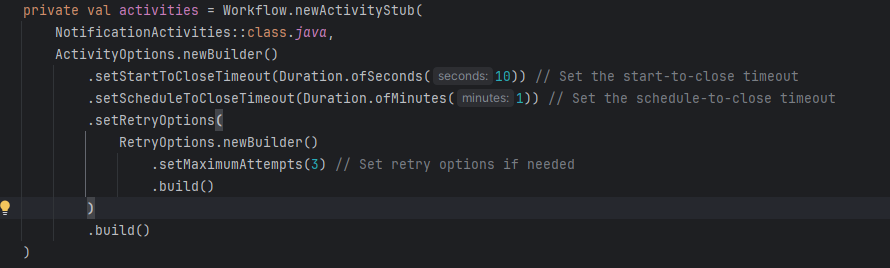 private val activities = Workflow.newActivityStub(
NotificationActivities::class.java,
ActivityOptions.newBuilder()
.setStartToCloseTimeout(Duration.ofSeconds( seconds: 10)) // Set the start-to-close timeout
.setScheduleToCloseTimeout(Duration.ofMinutes( minutes: 1)) // Set the schedule-to-close timeout
.setRetryOptions(
RetryOptions.newBuilder()
.setMaximumAttempts(3) // Set retry options if needed
.build()
)
.build()
)